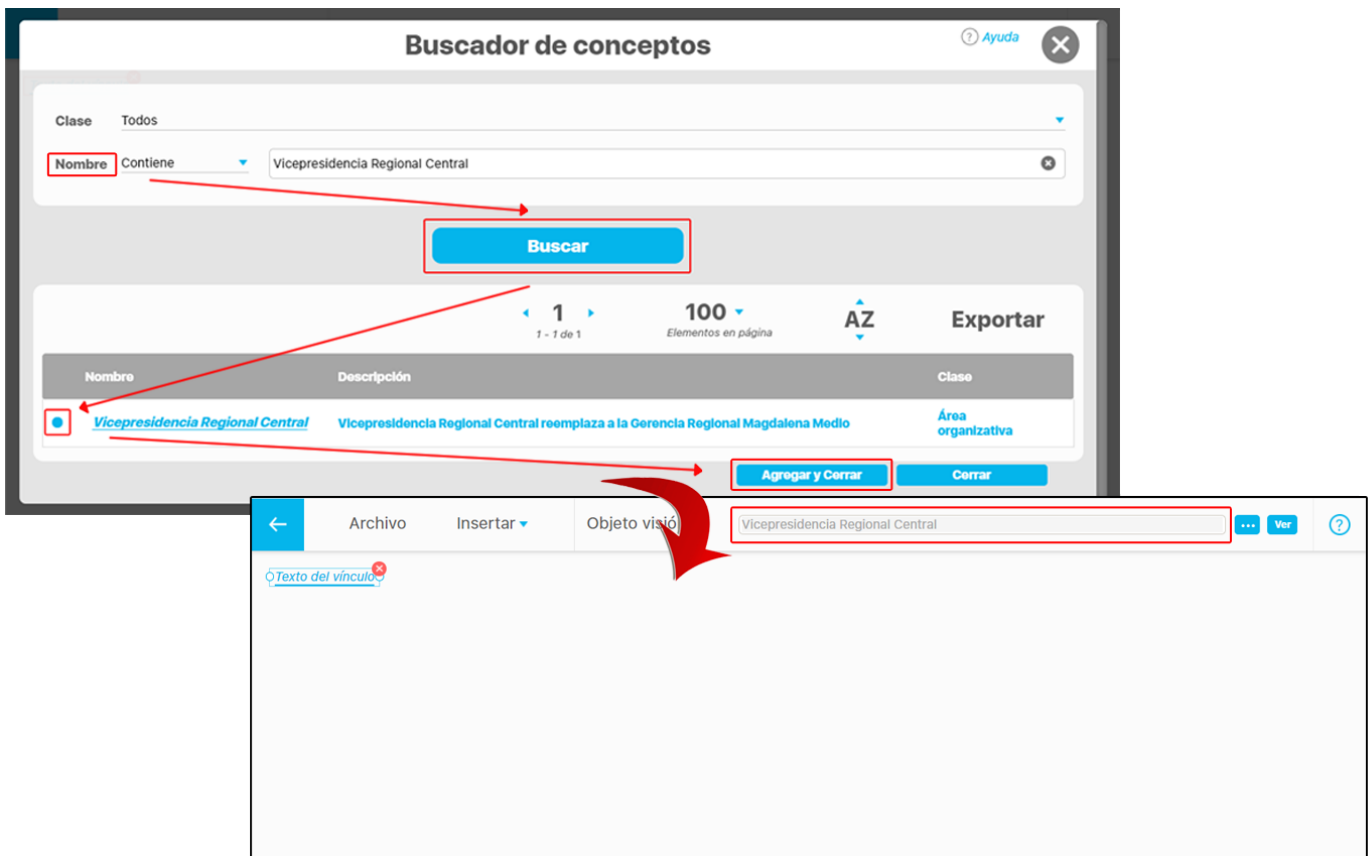 Buscador de conceptos
? Ayuda
Clase Todos
Nombre Contiene Vicepresidencia Regional Central
Buscar
1 100 AZ Exportar
1 - 1 de 1 Elementos en página
Nombre Descripción Clase
Vicepresidencia Regional Central Vicepresidencia Regional Central reemplaza a la Gerencia Regional Magdalena Medio Área
organizativa
Agregar y Cerrar Cerrar
Archivo Insertar Objeto visió Vicepresidencia Regional Central ... Ver ?
Texto del vínculo